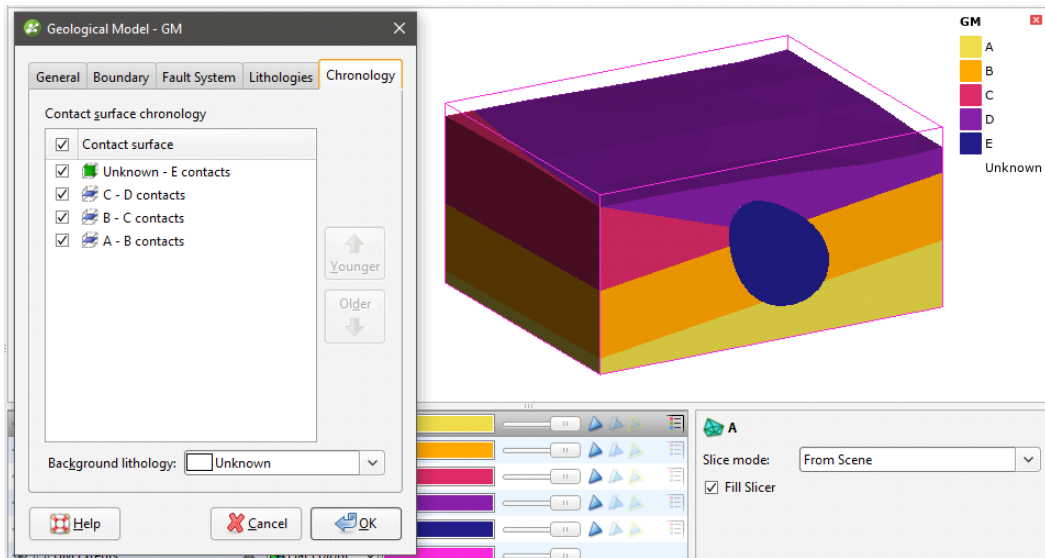 Geological Model - GM
General
Boundary
Fault System
Lithologies
Chronology
Contact surface chronology
Contact surface
Unknown - E contacts
C - D contacts
B - C contacts
A - B contacts
Younger
Older
Background lithology:
Unknown
Help
Cancel
OK
GM
A
B
C
D
E
Unknown
A
Slice mode:
From Scene
Fill Slicer